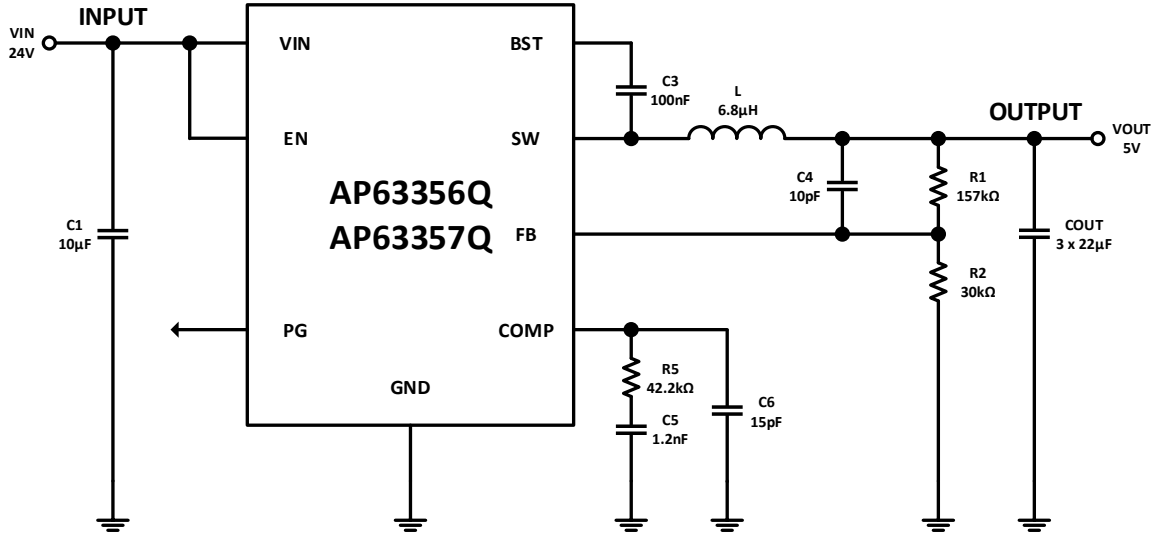 INPUT
VIN
24V
VIN
BST
C3
100nF
L
6.8µH
OUTPUT
VOUT
5V
EN
SW
AP63356Q
AP63357Q
FB
C4
10pF
R1
157kΩ
C1
10µF
COUT
3 x 22µF
R2
30kΩ
PG
COMP
GND
R5
42.2kΩ
C5
1.2nF
C6
15pF